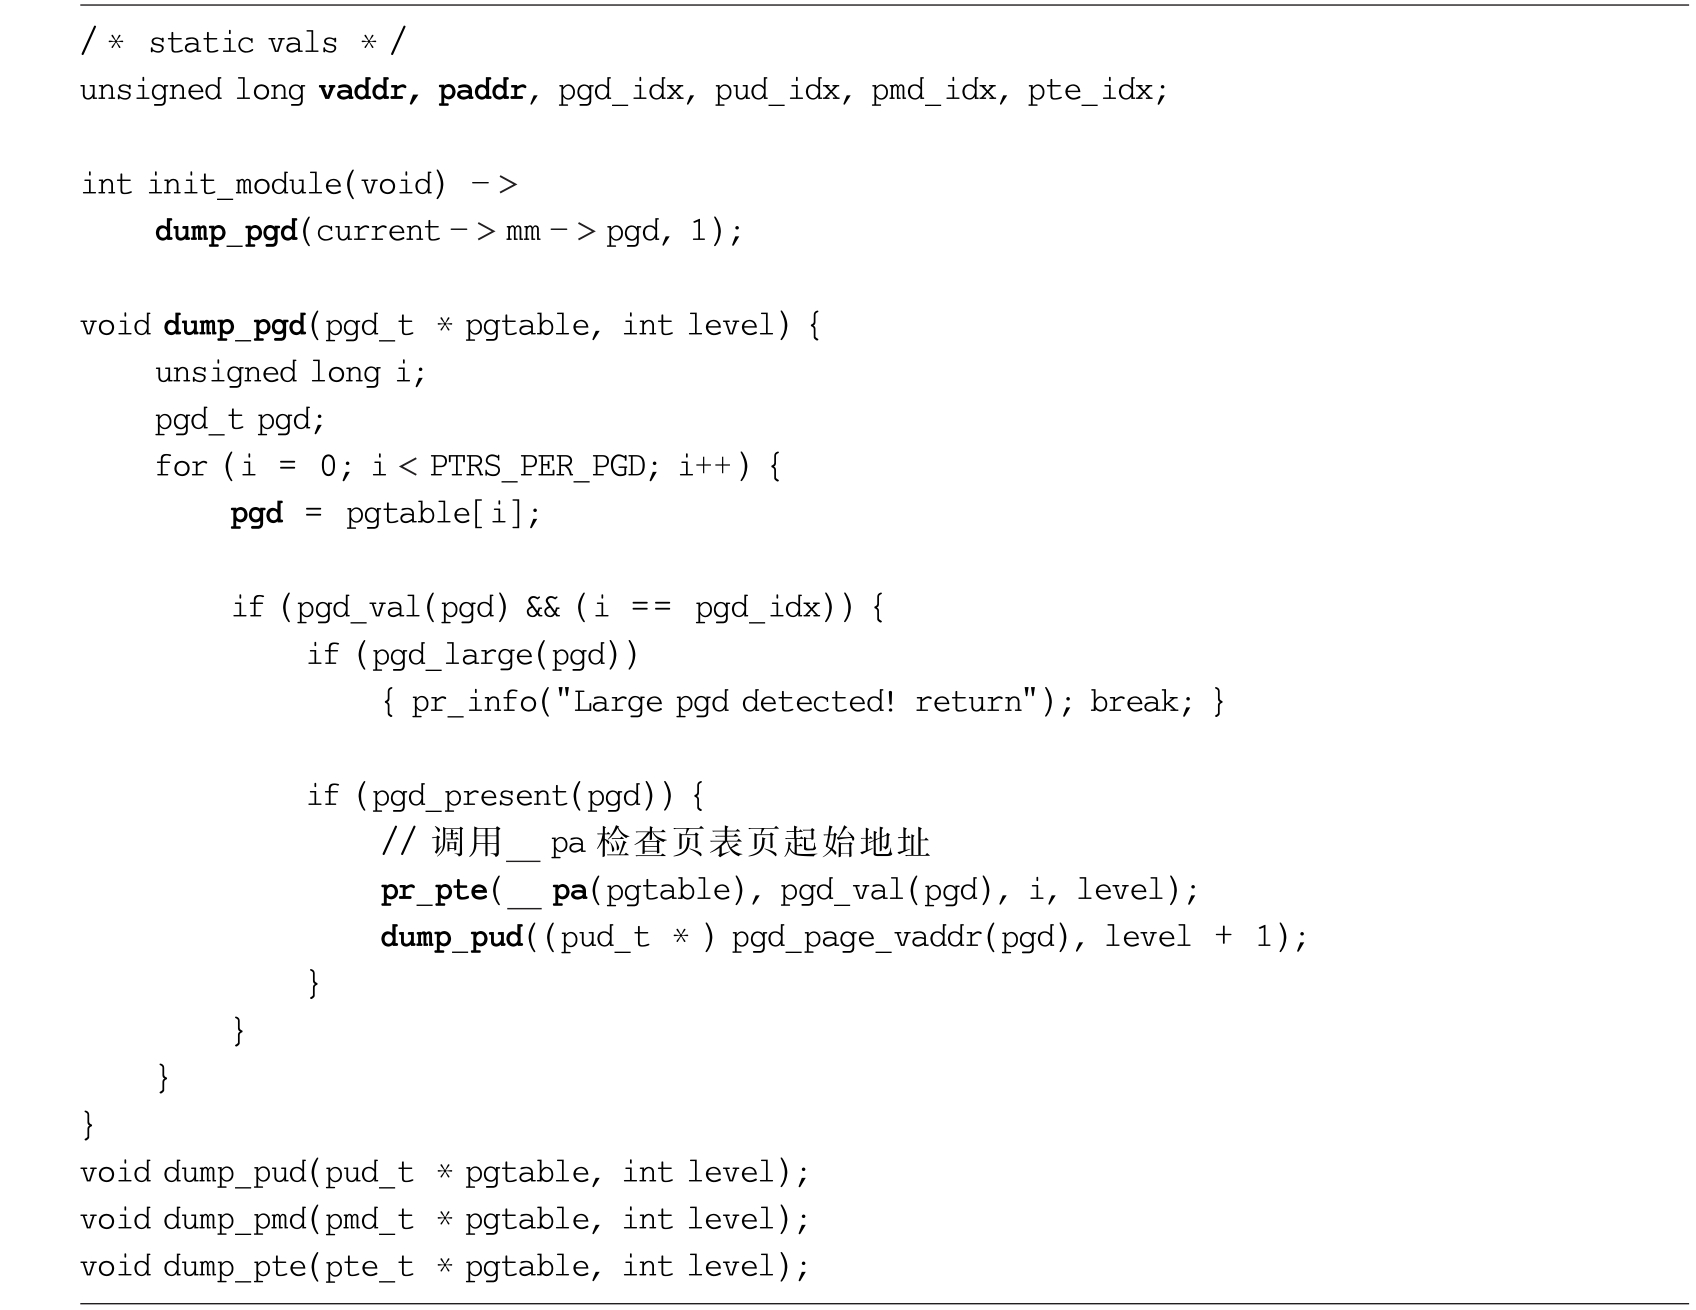 /* static vals */
unsigned long vaddr, paddr, pgd_idx, pud_idx, pmd_idx, pte_idx;
int init_module(void) ->
dump_pgd(current->mm->pgd, 1);
void dump_pgd(pgd_t *pgtable, int level) {
unsigned long i;
pgd_t pgd;
for (i = 0; i < PTRS_PER_PGD; i++) {
pgd = pgtable[i];
if (pgd_val(pgd) && (i == pgd_idx)) {
if (pgd_large(pgd))
{ pr_info("Large pgd detected! return"); break; }
if (pgd_present(pgd)) {
// 调用__pa检查页表页起始地址
pr_pte(__pa(pgtable), pgd_val(pgd), i, level);
dump_pud((pud_t *) pgd_page_vaddr(pgd), level + 1);
}
}
}
}
void dump_pud(pud_t *pgtable, int level);
void dump_pmd(pmd_t *pgtable, int level);
void dump_pte(pte_t *pgtable, int level);